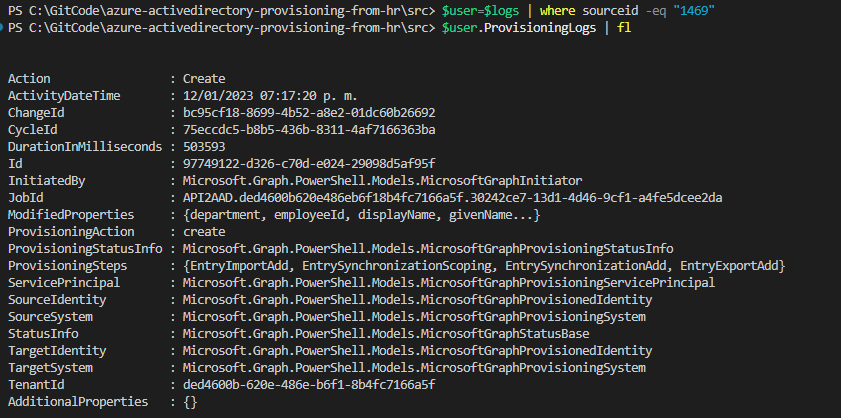 PS C:\GitCode\azure-activedirectory-provisioning-from-hr\src> $user=$logs | where sourceid -eq "1469"
PS C:\GitCode\azure-activedirectory-provisioning-from-hr\src> $user.ProvisioningLogs | fl
Action : Create
ActivityDateTime : 12/01/2023 07:17:20 p. m.
ChangeId : bc95cf18-8699-4b52-a8e2-01dc60b26692
CycleId : 75eccdc5-b8b5-436b-8311-4af7166363ba
DurationInMilliseconds : 503593
Id : 97749122-d326-c70d-e024-29098d5af95f
InitiatedBy : Microsoft.Graph.PowerShell.Models.MicrosoftGraphInitiator
JobId : API2AAD.ded4600b620e486eb6f18b4fc7166a5f.30242ce7-13d1-4d46-9cf1-a4fe5dcee2da
ModifiedProperties : {department, employeeId, displayName, givenName...}
ProvisioningAction : create
ProvisioningStatusInfo : Microsoft.Graph.PowerShell.Models.MicrosoftGraphProvisioningStatusInfo
ProvisioningSteps : {EntryImportAdd, EntrySynchronizationScoping, EntrySynchronizationAdd, EntryExportAdd}
ServicePrincipal : Microsoft.Graph.PowerShell.Models.MicrosoftGraphProvisioningServicePrincipal
SourceIdentity : Microsoft.Graph.PowerShell.Models.MicrosoftGraphProvisionedIdentity
SourceSystem : Microsoft.Graph.PowerShell.Models.MicrosoftGraphProvisioningSystem
StatusInfo : Microsoft.Graph.PowerShell.Models.MicrosoftGraphStatusBase
TargetIdentity : Microsoft.Graph.PowerShell.Models.MicrosoftGraphProvisionedIdentity
TargetSystem : Microsoft.Graph.PowerShell.Models.MicrosoftGraphProvisioningSystem
TenantId : ded4600b-620e-486e-b6f1-8b4fc7166a5f
AdditionalProperties : {}